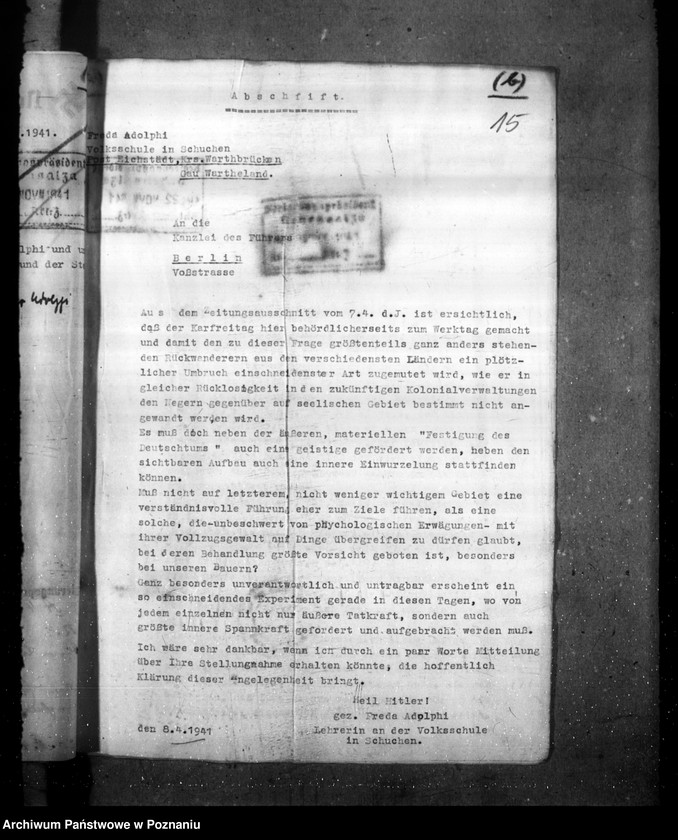 (b)
15
Abschfift.
.1941.
Freda Adolphi
Volksschule in Schuchen
Post Eichstädt,Krs.Warthbrücken
Gau Wartheland.
An die
Kanzlei des Führers
Berlin
Voßstrasse
Aus dem Zeitungsausschnitt vom 7.4. d.J. ist ersichtlich,
daß der Karfreitag hier behördlicherseits zum Werktag gemacht
und damit den zu dieser Frage größtenteils ganz anders stehen-
den Rückwanderern aus den verschiedensten Ländern ein plötz-
licher Umbruch einschneidenster Art zugemutet wird, wie er in
gleicher Rücklosigkeit in den zukünftigen Kolonialverwaltungen
den Negern gegenüber auf seelischen Gebiet bestimmt nicht an-
gewandt werden wird.
Es muß doch neben der äußeren, materiellen "Festigung des
Deutschtums " auch eine geistige gefördert werden, heben den
sichtbaren Aufbau auch eine innere Einwurzelung stattfinden
können.
Muß nicht auf letzterem, nicht weniger wichtigem Gebiet eine
verständnisvolle Führung eher zum Ziele führen, als eine
solche, die-unbeschwert von phychologischen Erwägungen- mit
ihrer Vollzugsgewalt auf Dinge übergreifen zu dürfen glaubt,
bei deren Behandlung größte Vorsicht geboten ist, besonders
bei unseren Bauern?
Ganz besonders unverantwortlich und untragbar erscheint ein
so einschneidendes Experiment gerade in diesen Tagen, wo von
jedem einzelnen nicht nur äußere Tatkraft, sondern auch
größte innere Spannkraft gefordert und aufgebracht werden muß.
Ich wäre sehr dankbar, wenn ich durch ein paar Worte Mitteilung
über Ihre Stellungnahme erhalten könnte, die hoffentlich
Klärung dieser Angelegenheit bringt.
Heil Hitler!
gez. Freda Adolphi
den 8.4.1941 Lehrerin an der Volksschule
in Schuchen.
Archiwum Państwowe w Poznaniu